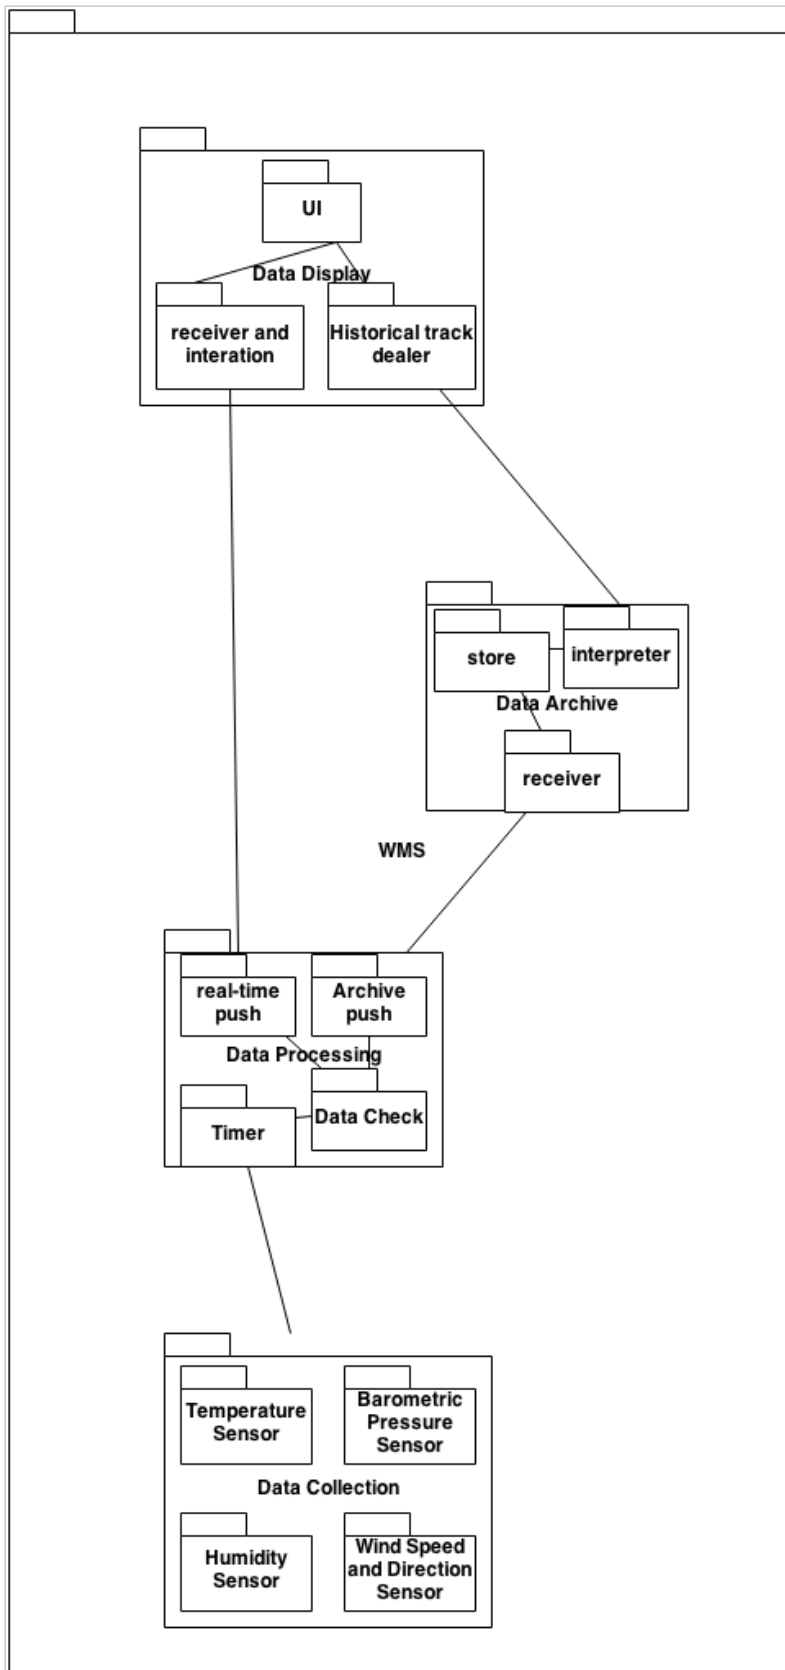 UI
Data Display
receiver and
interation
Historical track
dealer
store
interpreter
Data Archive
receiver
WMS
real-time
push
Archive
push
Data Processing
Timer
Data Check
Temperature
Sensor
Barometric
Pressure
Sensor
Data Collection
Humidity
Sensor
Wind Speed
and Direction
Sensor